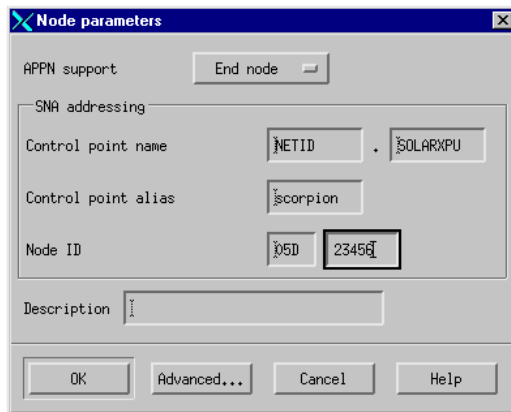 Node parameters
APPN support End node
SNA addressing
Control point name NETID . SOLARXPU
Control point alias scorpion
Node ID 05D 23456
Description
OK Advanced... Cancel Help